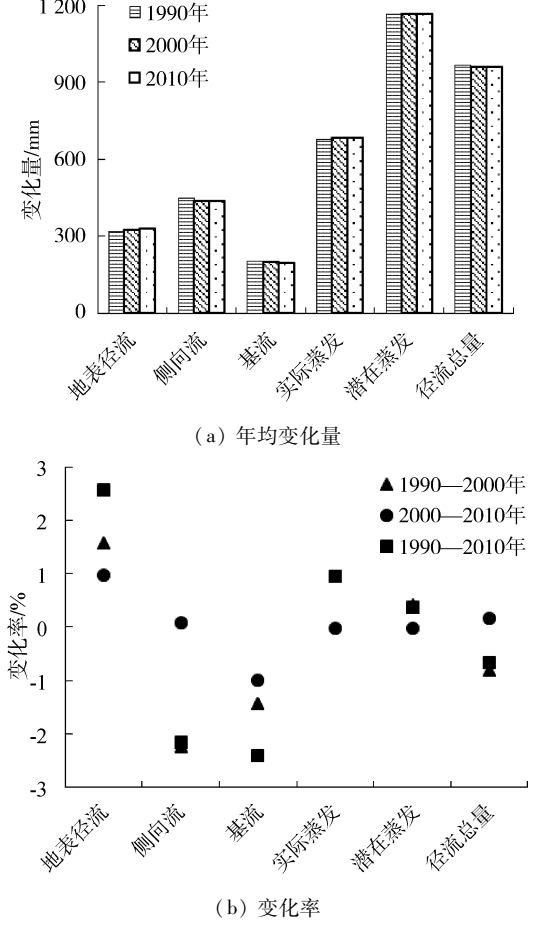 1 200
900
600
300
0
变化量/mm
1990年
2000年
2010年
地表径流
侧向流
基流
实际蒸发
潜在蒸发
径流总量
(a) 年均变化量
3
2
1
0
-1
-2
-3
变化率/%
1990—2000年
2000—2010年
1990—2010年
地表径流
侧向流
基流
实际蒸发
潜在蒸发
径流总量
(b) 变化率